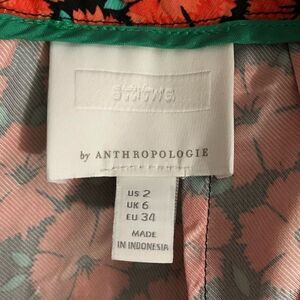 by ANTHROPOLOGIE
US 2
UK 6
EU 34
MADE
IN INDONESIA